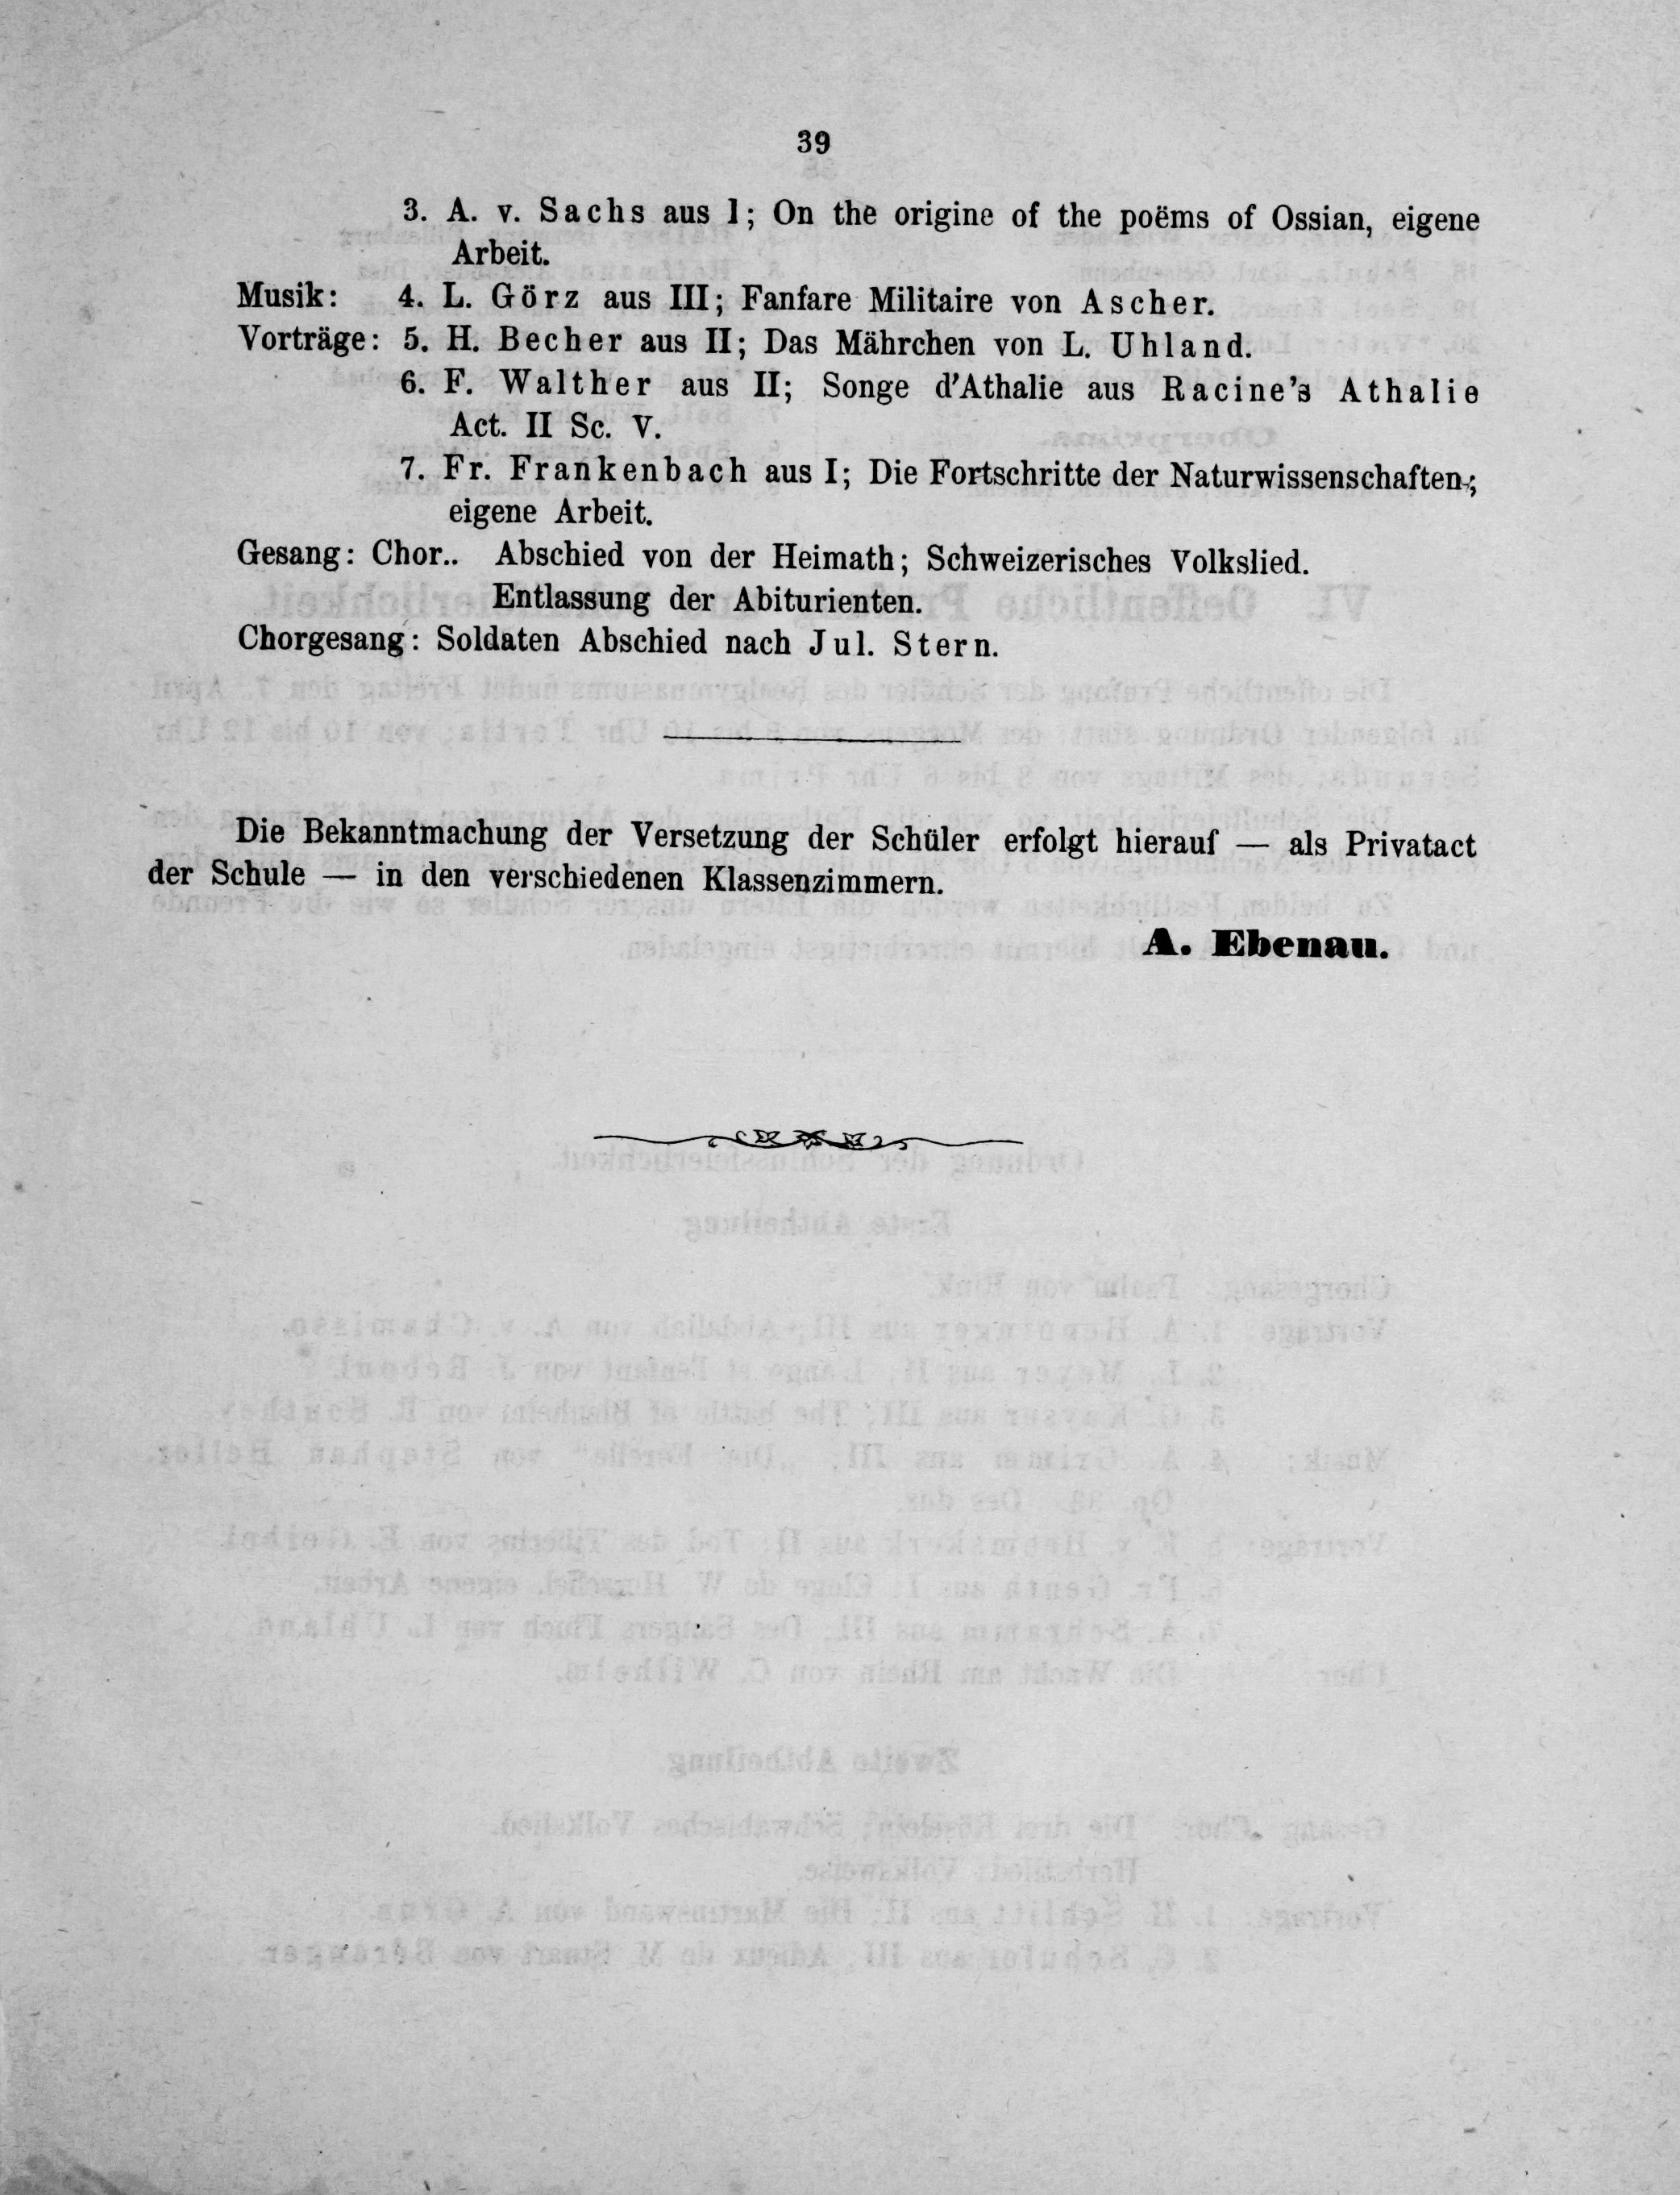 39
3. A. v. Sachs aus 1; On the origine of the poëms of Ossian, eigene
Arbeit.
Musik: 4. L. Görz aus III; Fanfare Militaire von Ascher.
Vorträge: 5. H. Becher aus II; Das Mährchen von L. Uhland.
6. F. Walther aus II; Songe d'Athalie aus Racine's Athalie
Act. II Sc. V.
7. Fr. Frankenbach aus I; Die Fortschritte der Naturwissenschaften;
eigene Arbeit.
Gesang: Chor.. Abschied von der Heimath; Schweizerisches Volkslied.
Entlassung der Abiturienten.
Chorgesang: Soldaten Abschied nach Jul. Stern.
Die Bekanntmachung der Versetzung der Schüler erfolgt hierauf — als Privatact
der Schule — in den verschiedenen Klassenzimmern.
A. Ebenau.